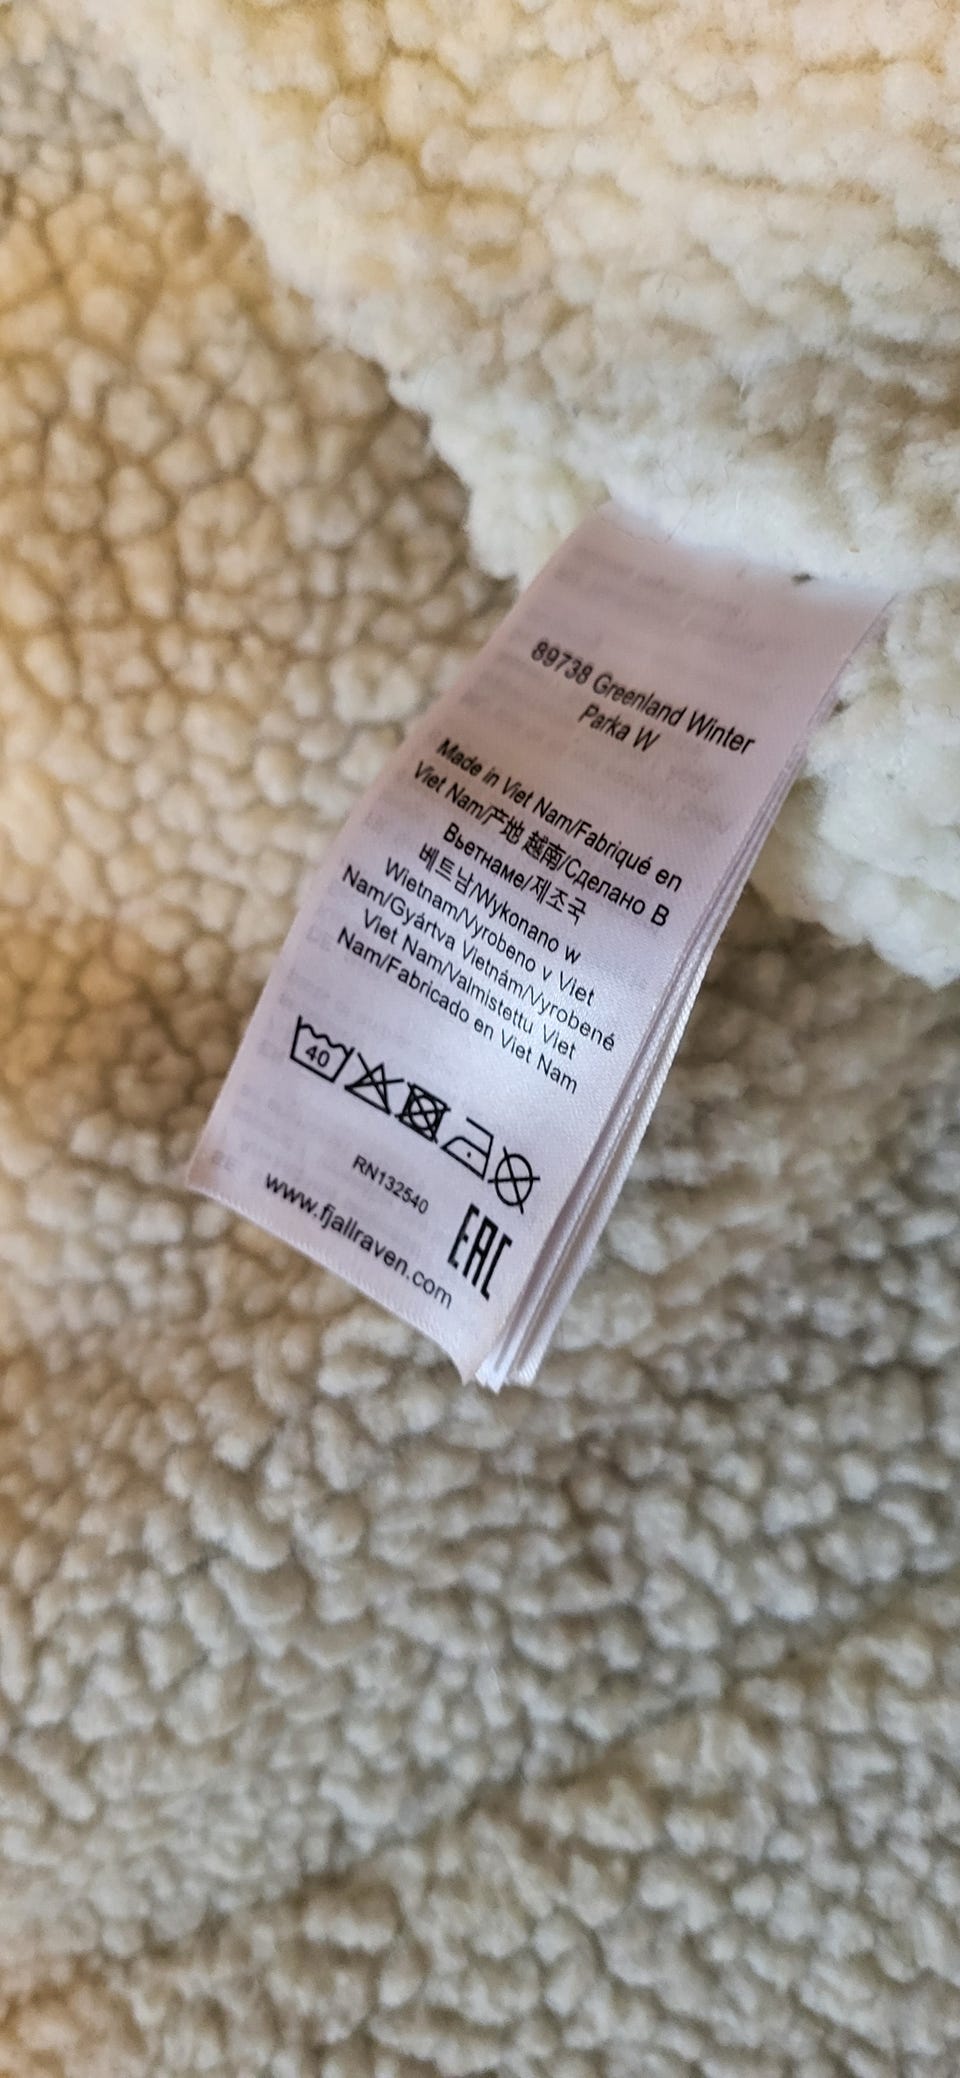 89738 Greenland Winter
Parka W
Made in Viet Nam/Fabriqué en
Viet Nam/产地 越南/Сделано В
Вьетнаме/제조국
베트남/Wykonano w
Wietnam/Vyrobeno v Viet
Nam/Gyártva Vietnám/Vyrobené
Viet Nam/Valmistettu Viet
Nam/Fabricado en Viet Nam
40
RN132540
www.fjallraven.com
EAC